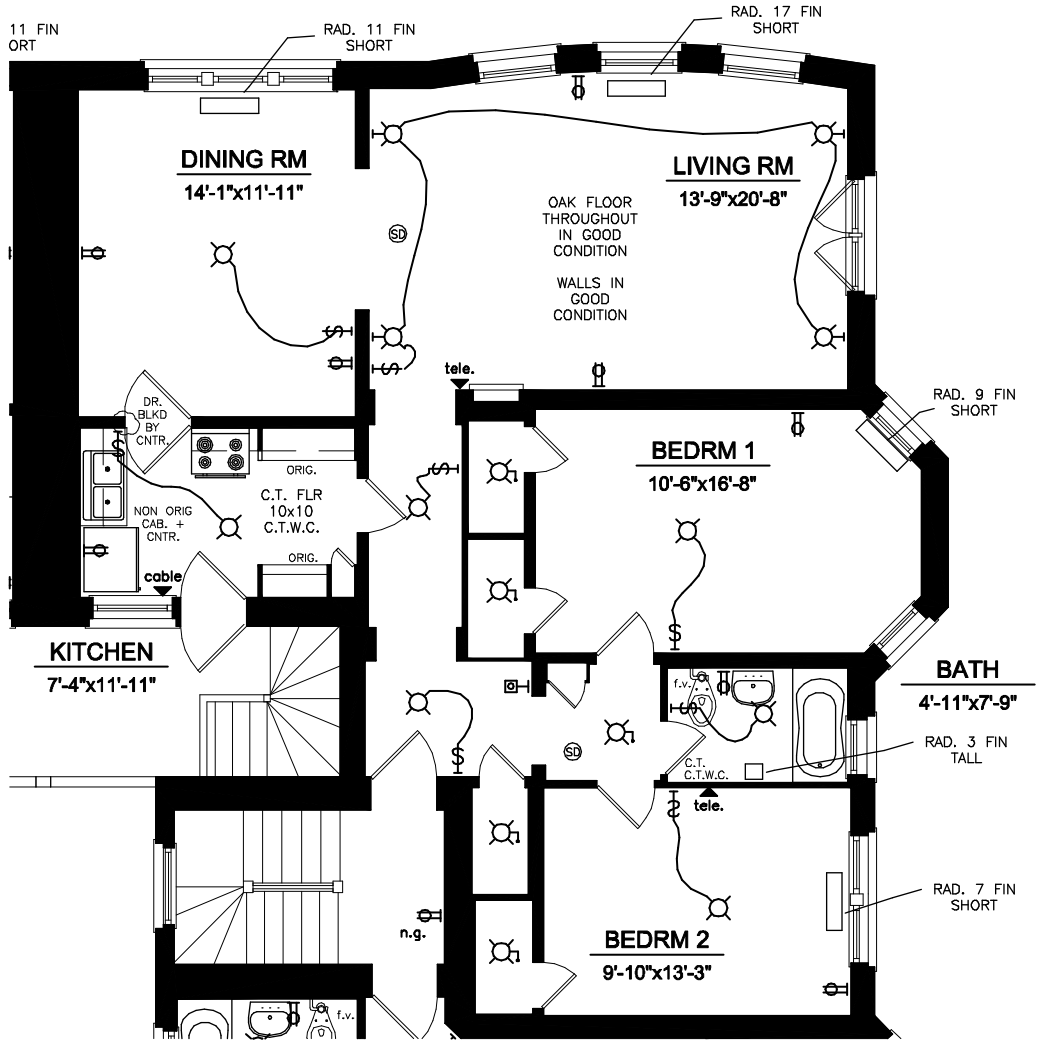 11 FIN
ORT
RAD. 11 FIN
SHORT
RAD. 17 FIN
SHORT
DINING RM
14'-1"x11'-11"
LIVING RM
13'-9"x20'-8"
OAK FLOOR
THROUGHOUT
IN GOOD
CONDITION
WALLS IN
GOOD
CONDITION
SD
tele.
DR.
BLKD
BY
CNTR.
RAD. 9 FIN
SHORT
BEDRM 1
10'-6"x16'-8"
ORIG.
C.T. FLR
10x10
C.T.W.C.
NON ORIG
CAB. +
CNTR.
ORIG.
cable
KITCHEN
7'-4"x11'-11"
BATH
4'-11"x7'-9"
f.v.
RAD. 3 FIN
TALL
SD
C.T.
C.T.W.C.
tele.
RAD. 7 FIN
SHORT
n.g.
BEDRM 2
9'-10"x13'-3"
f.v.